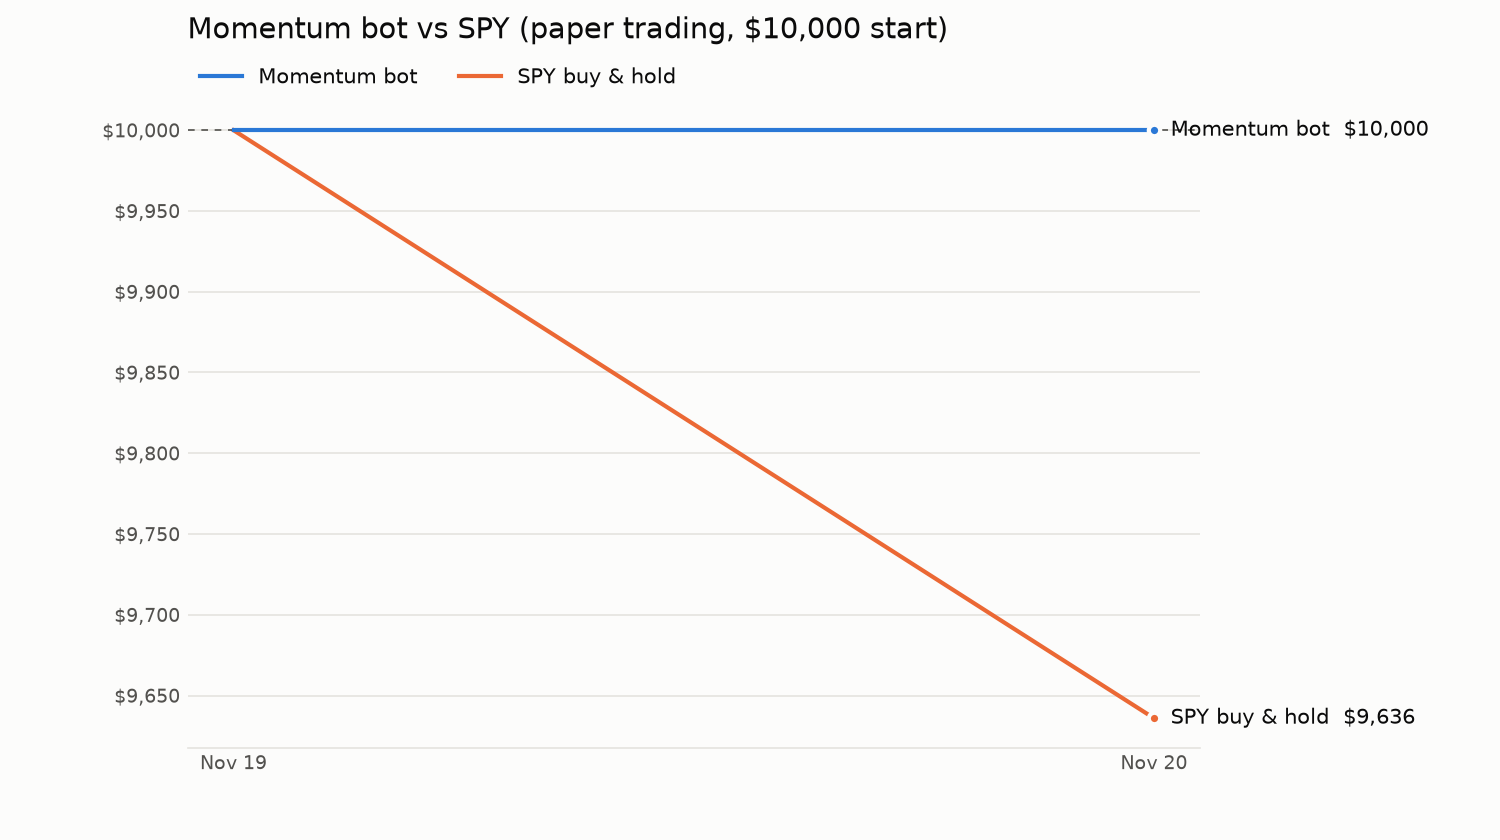 Momentum bot vs SPY (paper trading, $10,000 start)
Momentum bot SPY buy & hold
$10,000
Momentum bot $10,000
$9,950
$9,900
$9,850
$9,800
$9,750
$9,700
$9,650
SPY buy & hold $9,636
Nov 19 Nov 20